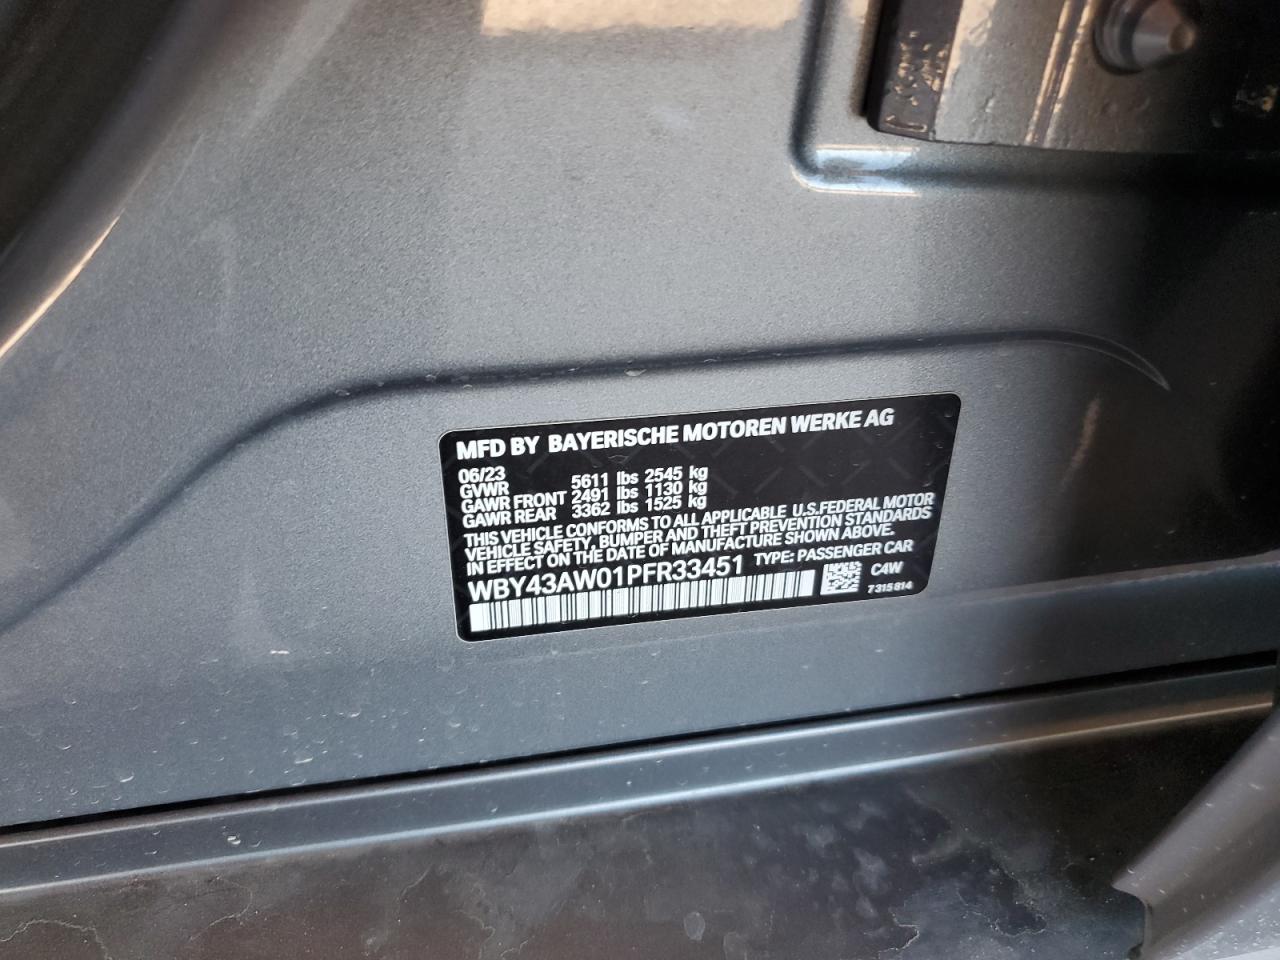 MFD BY BAYERISCHE MOTOREN WERKE AG
06/23
GVWR 5611 lbs 2545 kg
GAWR FRONT 2491 lbs 1130 kg
GAWR REAR 3362 lbs 1525 kg
THIS VEHICLE CONFORMS TO ALL APPLICABLE U.S.FEDERAL MOTOR
VEHICLE SAFETY, BUMPER AND THEFT PREVENTION STANDARDS
IN EFFECT ON THE DATE OF MANUFACTURE SHOWN ABOVE.
WBY43AW01PFR33451 TYPE: PASSENGER CAR
C4W
7315814